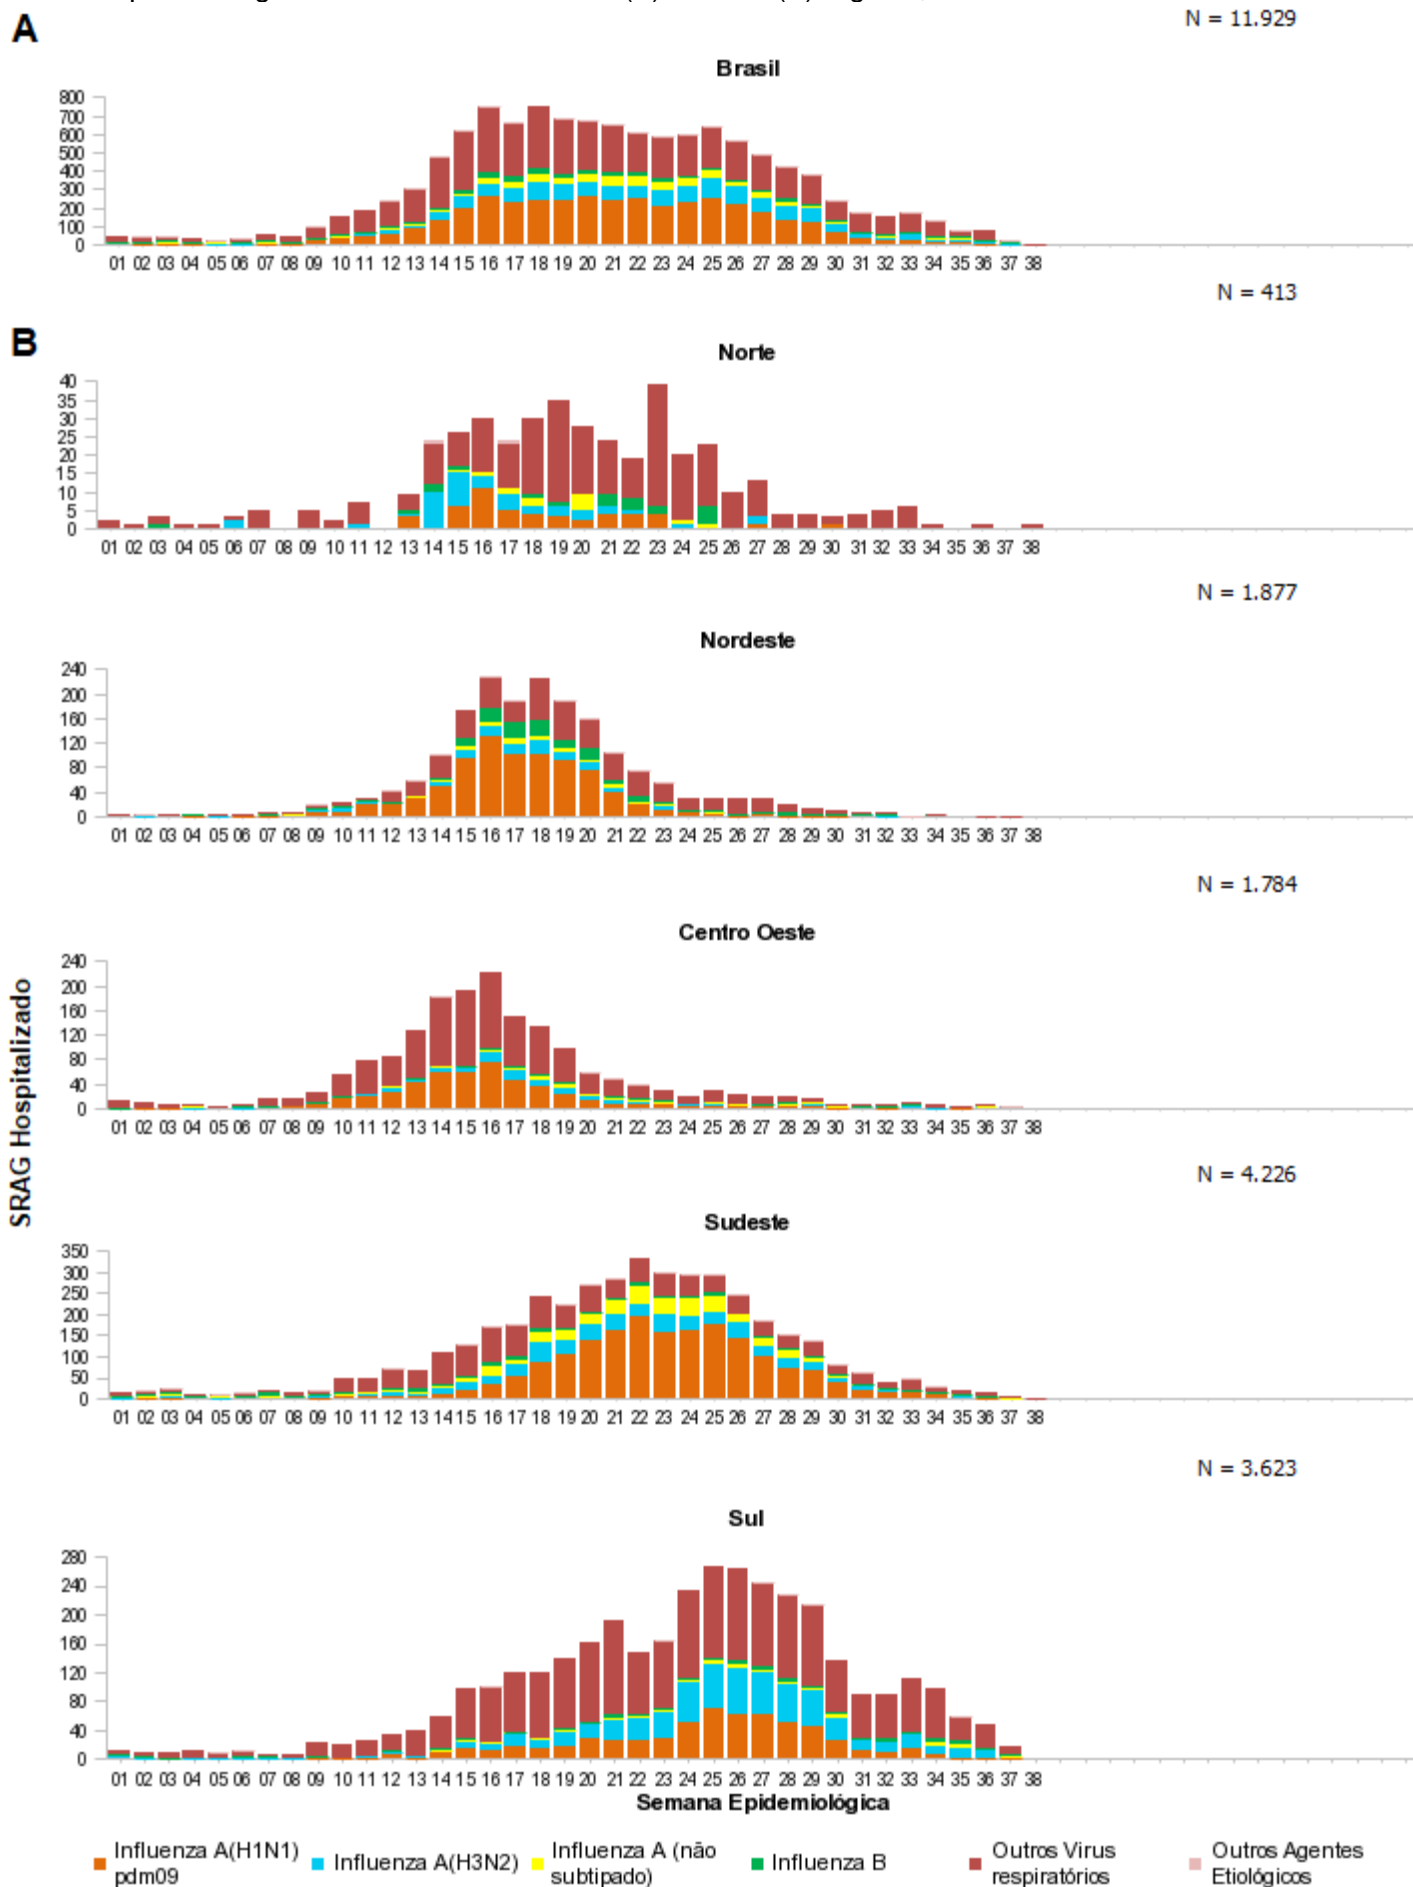 N = 11.929
A
Brasil
800
700
600
500
400
300
200
100
0
01 02 03 04 05 06 07 08 09 10 11 12 13 14 15 16 17 18 19 20 21 22 23 24 25 26 27 28 29 30 31 32 33 34 35 36 37 38
N = 413
B
Norte
40
35
30
25
20
15
10
5
0
01 02 03 04 05 06 07 08 09 10 11 12 13 14 15 16 17 18 19 20 21 22 23 24 25 26 27 28 29 30 31 32 33 34 35 36 37 38
N = 1.877
Nordeste
240
200
160
120
80
40
0
01 02 03 04 05 06 07 08 09 10 11 12 13 14 15 16 17 18 19 20 21 22 23 24 25 26 27 28 29 30 31 32 33 34 35 36 37 38
N = 1.784
Centro Oeste
240
200
160
120
80
40
0
01 02 03 04 05 06 07 08 09 10 11 12 13 14 15 16 17 18 19 20 21 22 23 24 25 26 27 28 29 30 31 32 33 34 35 36 37 38
SRAG Hospitalizado
N = 4.226
Sudeste
350
300
250
200
150
100
50
0
01 02 03 04 05 06 07 08 09 10 11 12 13 14 15 16 17 18 19 20 21 22 23 24 25 26 27 28 29 30 31 32 33 34 35 36 37 38
N = 3.623
Sul
280
240
200
160
120
80
40
0
01 02 03 04 05 06 07 08 09 10 11 12 13 14 15 16 17 18 19 20 21 22 23 24 25 26 27 28 29 30 31 32 33 34 35 36 37 38
Semana Epidemiológica
Influenza A(H1N1)
pdm09
Influenza A(H3N2)
Influenza A (não
subtipado)
Influenza B
Outros Virus
respiratórios
Outros Agentes
Etiológicos